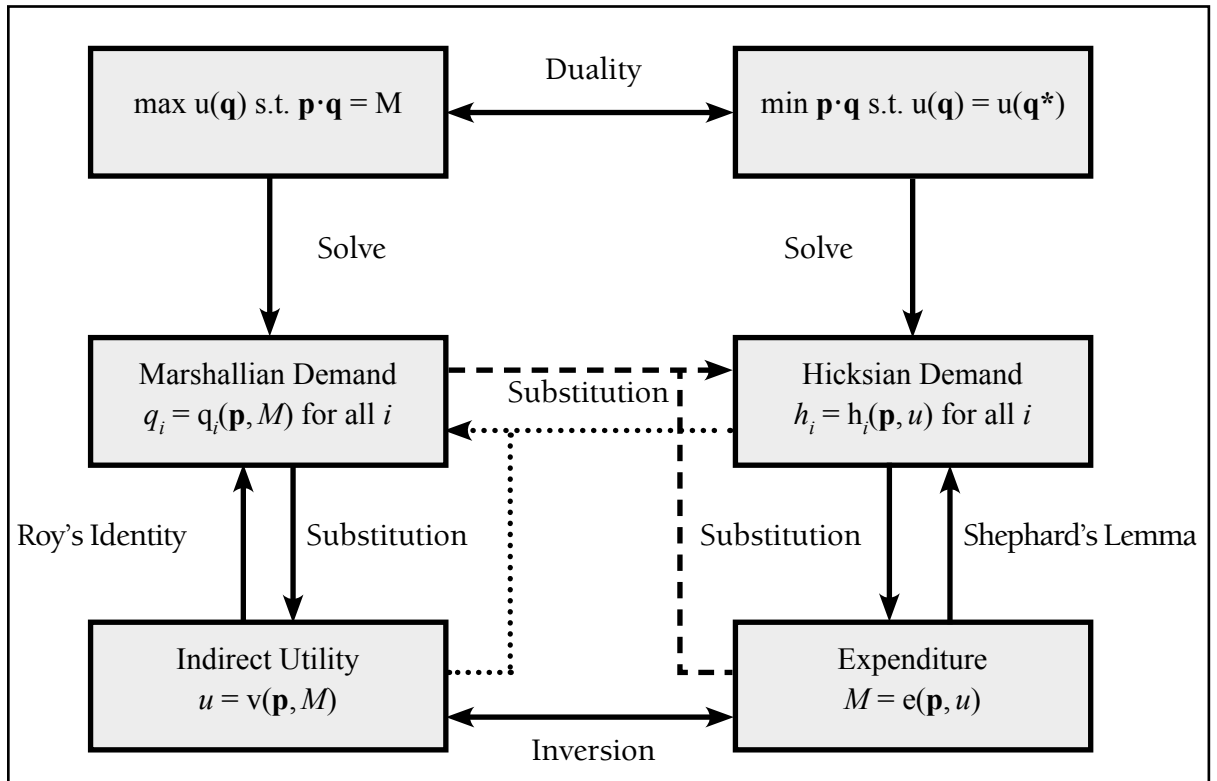 Duality
max u(q) s.t. p·q = M
min p·q s.t. u(q) = u(q*)
Solve
Solve
Marshallian Demand
qᵢ = qᵢ(p, M) for all i
Substitution
Hicksian Demand
hᵢ = hᵢ(p, u) for all i
Roy's Identity
Substitution
Substitution
Shephard's Lemma
Indirect Utility
u = v(p, M)
Expenditure
M = e(p, u)
Inversion